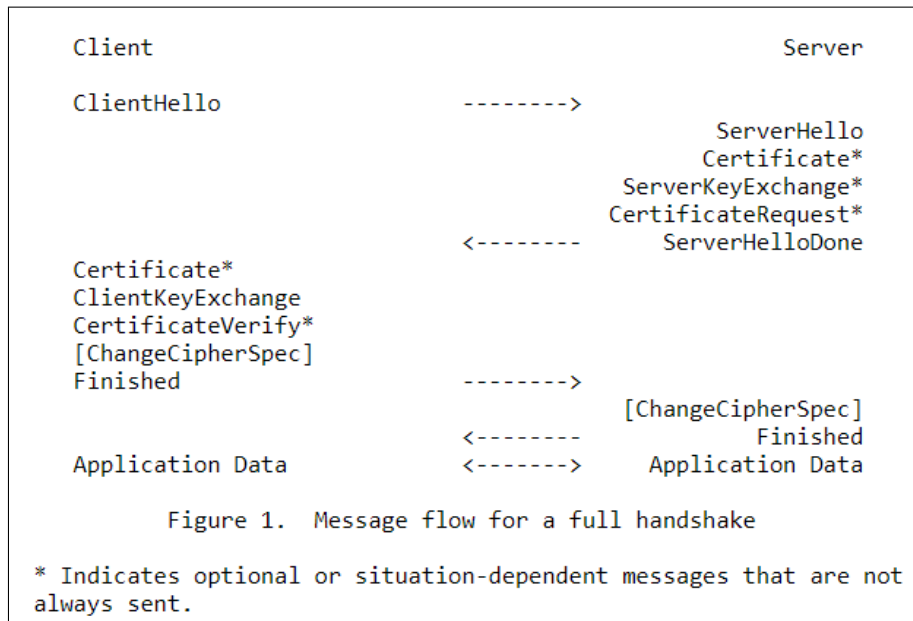 Client Server
ClientHello -------->
ServerHello
Certificate*
ServerKeyExchange*
CertificateRequest*
<-------- ServerHelloDone
Certificate*
ClientKeyExchange
CertificateVerify*
[ChangeCipherSpec]
Finished -------->
[ChangeCipherSpec]
<-------- Finished
Application Data <-------> Application Data
Figure 1. Message flow for a full handshake
* Indicates optional or situation-dependent messages that are not
always sent.